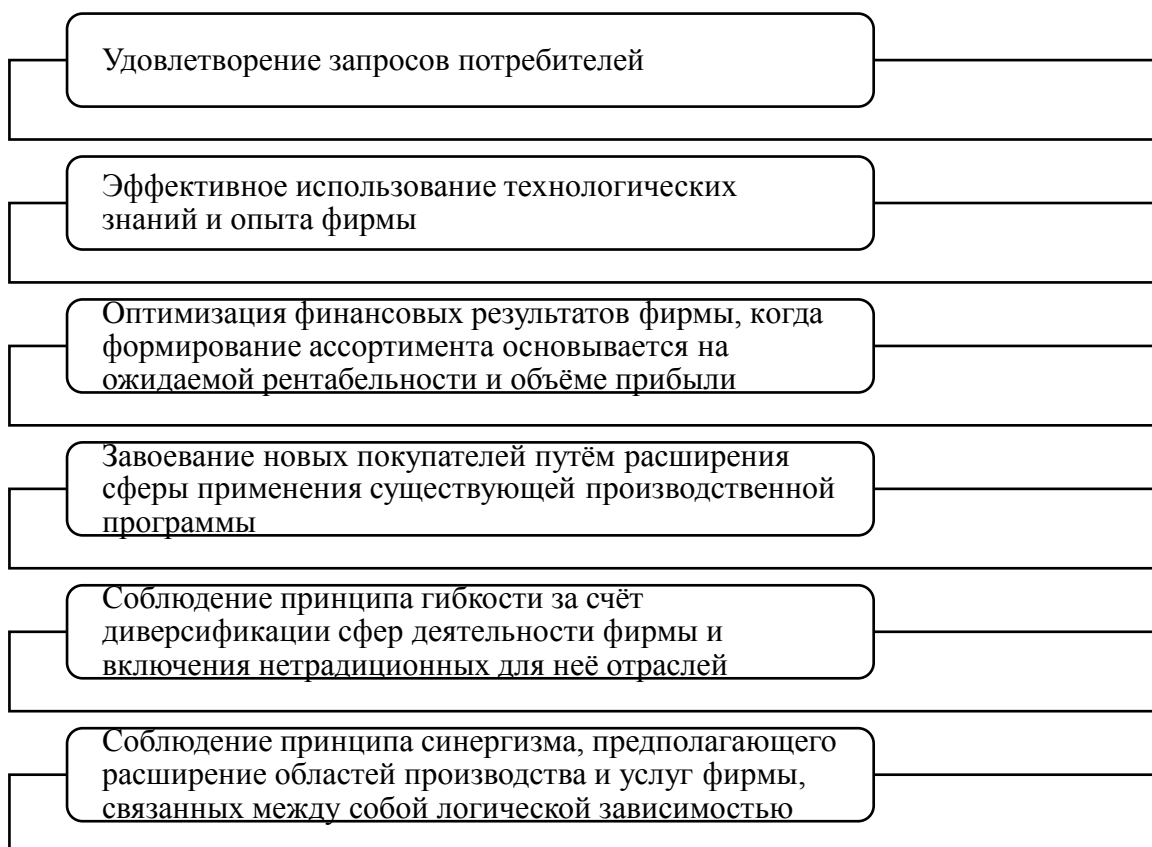 Удовлетворение запросов потребителей
Эффективное использование технологических
знаний и опыта фирмы
Оптимизация финансовых результатов фирмы, когда
формирование ассортимента основывается на
ожидаемой рентабельности и объёме прибыли
Завоевание новых покупателей путём расширения
сферы применения существующей производственной
программы
Соблюдение принципа гибкости за счёт
диверсификации сфер деятельности фирмы и
включения нетрадиционных для неё отраслей
Соблюдение принципа синергизма, предполагающего
расширение областей производства и услуг фирмы,
связанных между собой логической зависимостью